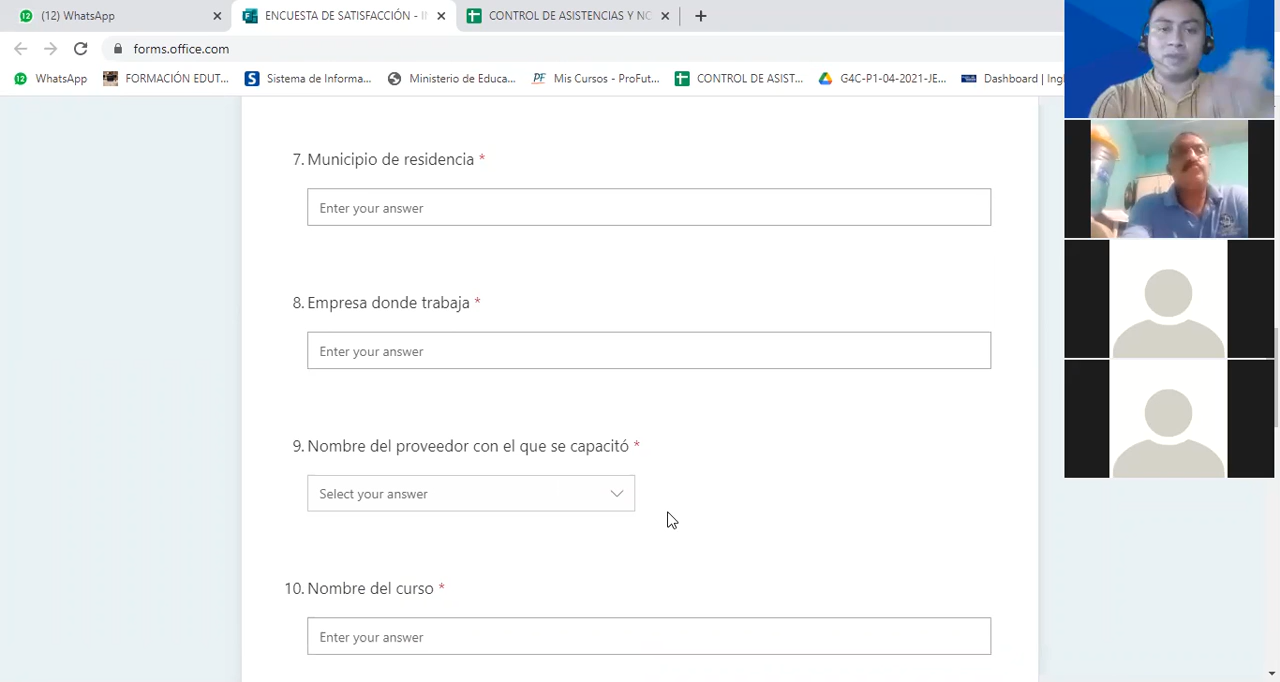 (12) WhatsApp
ENCUESTA DE SATISFACCIÓN - I
CONTROL DE ASISTENCIAS Y NO
forms.office.com
WhatsApp
FORMACIÓN EDUT...
Sistema de Informa...
Ministerio de Educa...
Mis Cursos - ProFut...
CONTROL DE ASIST...
G4C-P1-04-2021-JE...
Dashboard | Ingl
7. Municipio de residencia *
Enter your answer
8. Empresa donde trabaja *
Enter your answer
9. Nombre del proveedor con el que se capacitó *
Select your answer
10. Nombre del curso *
Enter your answer